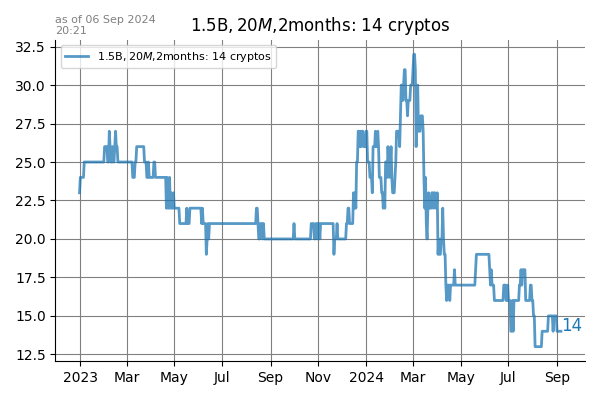 as of 06 Sep 2024
20:21
1.5B, 20M,2months: 14 cryptos
1.5B, 20M,2months: 14 cryptos
32.5
30.0
27.5
25.0
22.5
20.0
17.5
15.0
12.5
14
2023 Mar May Jul Sep Nov 2024 Mar May Jul Sep